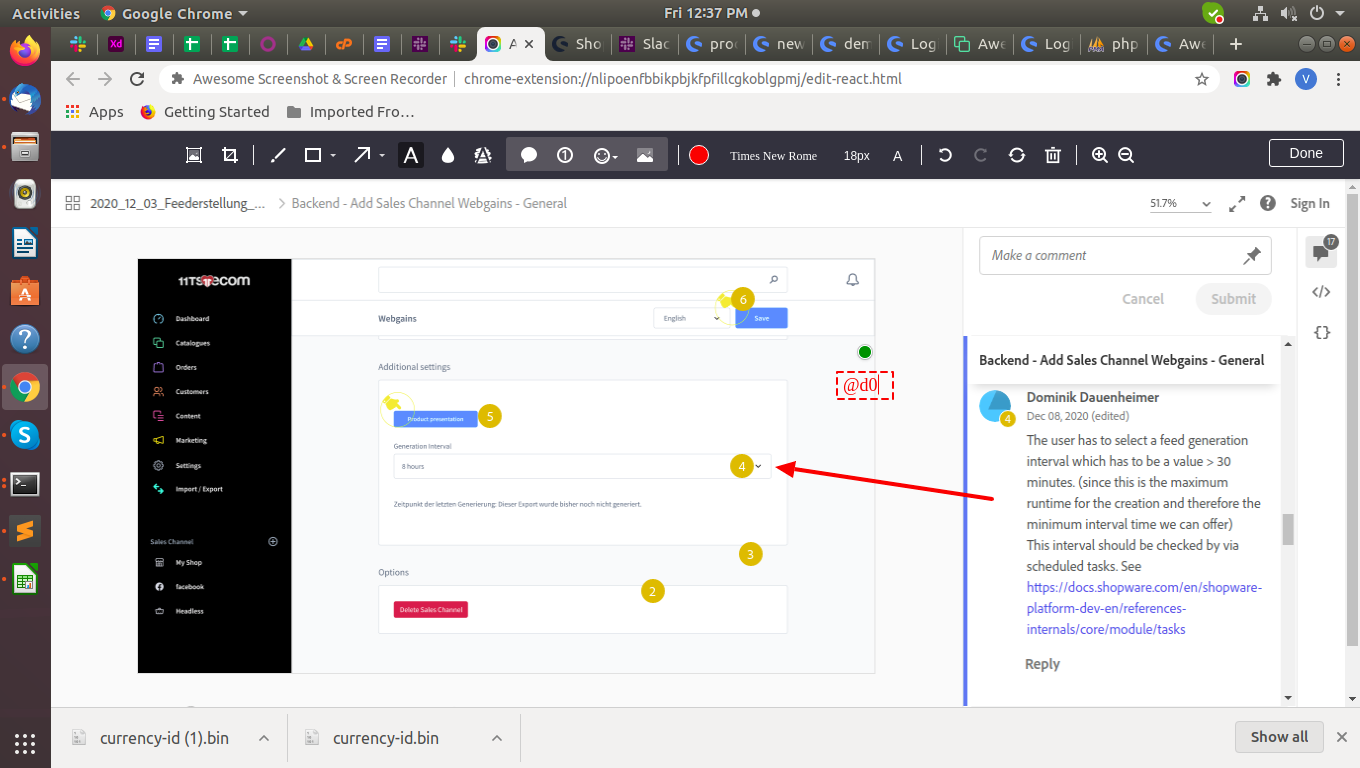 Activities
Google Chrome
Fri 12:37 PM
A
Sho
Slac
pro
new
dem
Log
Awe
Log
php
Awe
Awesome Screenshot & Screen Recorder
chrome-extension://nlipoenfbbikpbjkfpfillcgkoblgpmj/edit-react.html
V
Apps
Getting Started
Imported Fro…
A
1
Times New Rome
18px
A
Done
2020_12_03_Feederstellung_...
Backend - Add Sales Channel Webgains - General
51.7%
?
Sign In
17
Make a comment
Cancel
Submit
11TS ecom
Dashboard
Catalogues
Orders
Customers
Content
Marketing
Settings
Import / Export
Sales Channel
My Shop
facebook
Headless
6
Webgains
English
Save
Additional settings
@d0
Product presentation
5
Generation Interval
8 hours
4
Zeitpunkt der letzten Generierung: Dieser Export wurde bisher noch nicht generiert.
3
Options
2
Delete Sales Channel
Backend - Add Sales Channel Webgains - General
4
Dominik Dauenheimer
Dec 08, 2020 (edited)
The user has to select a feed generation
interval which has to be a value > 30
minutes. (since this is the maximum
runtime for the creation and therefore the
minimum interval time we can offer)
This interval should be checked by via
scheduled tasks. See
https://docs.shopware.com/en/shopware-
platform-dev-en/references-
internals/core/module/tasks
Reply
currency-id (1).bin
currency-id.bin
Show all